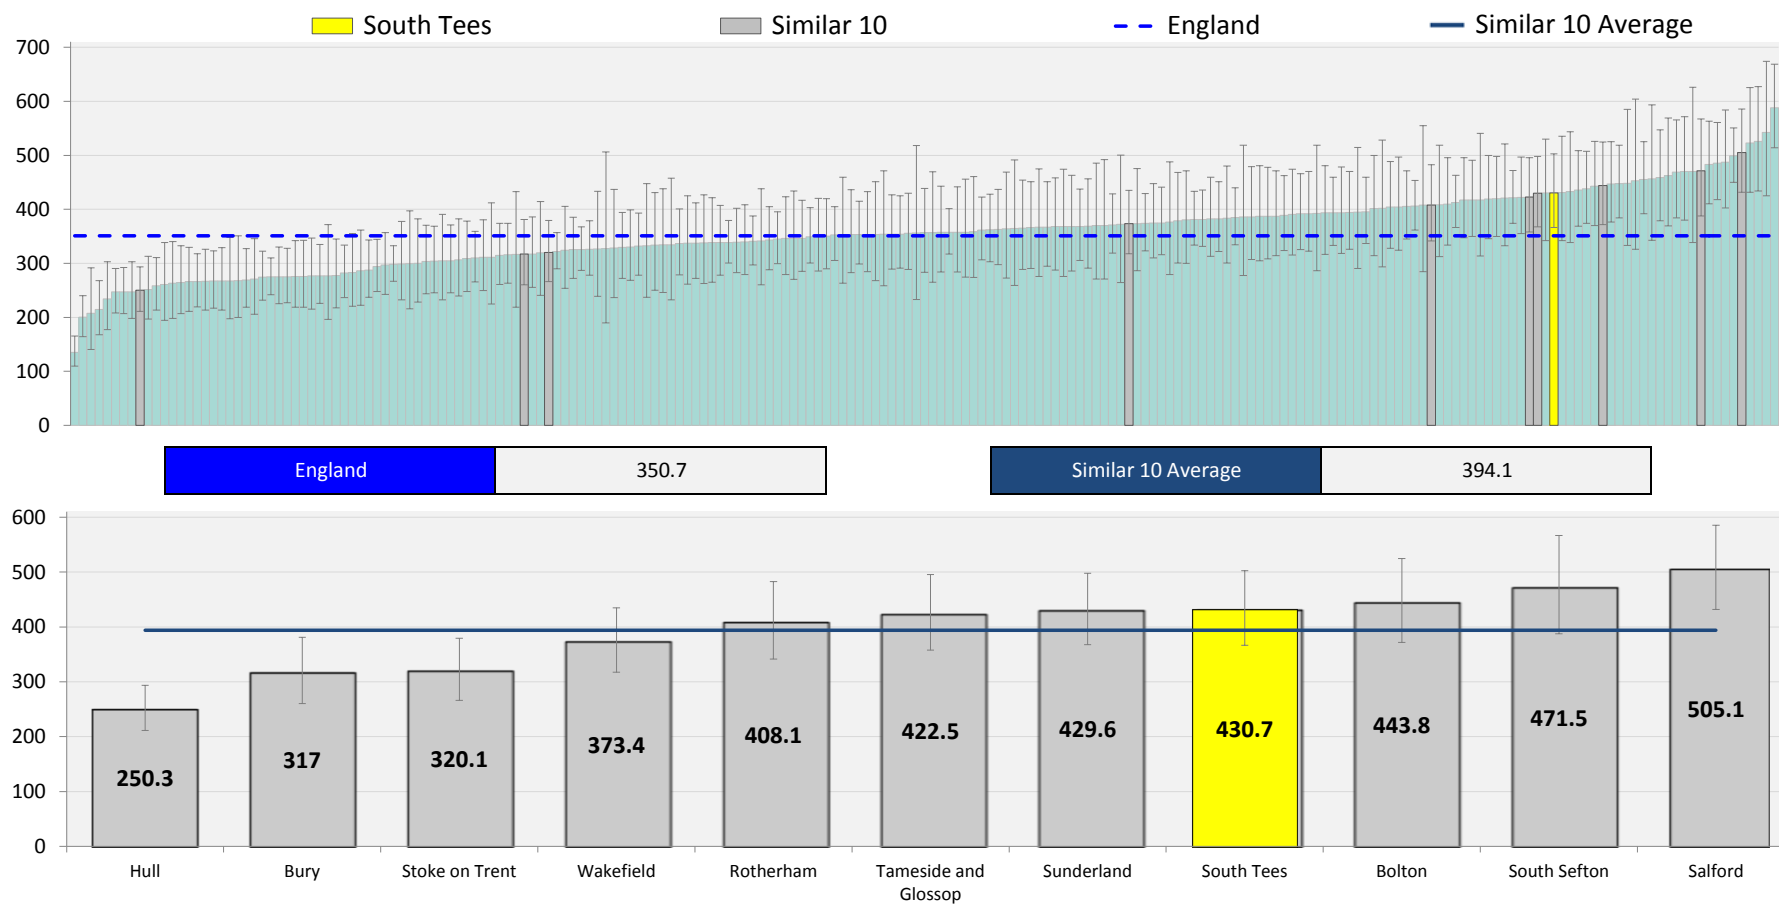 South Tees
Similar 10
England
Similar 10 Average
700
600
500
400
300
200
100
0
England
350.7
Similar 10 Average
394.1
600
500
400
300
200
100
0
250.3
317
320.1
373.4
408.1
422.5
429.6
430.7
443.8
471.5
505.1
Hull
Bury
Stoke on Trent
Wakefield
Rotherham
Tameside and
Glossop
Sunderland
South Tees
Bolton
South Sefton
Salford